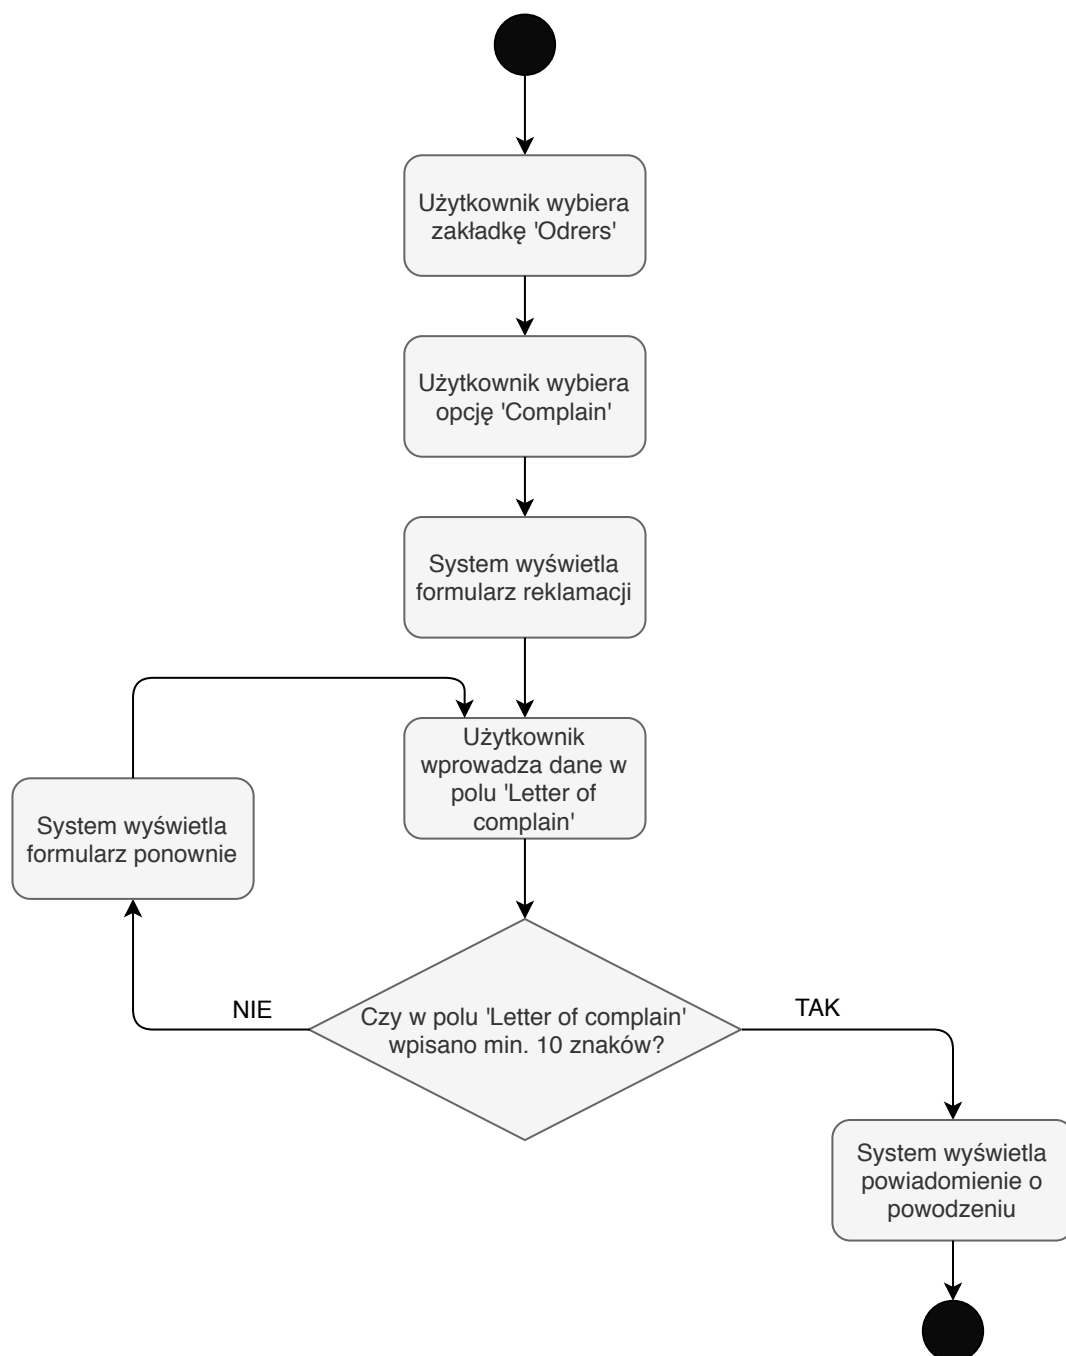 Użytkownik wybiera
zakładkę 'Odrers'
Użytkownik wybiera
opcję 'Complain'
System wyświetla
formularz reklamacji
Użytkownik
wprowadza dane w
polu 'Letter of
complain'
System wyświetla
formularz ponownie
NIE
Czy w polu 'Letter of complain'
wpisano min. 10 znaków?
TAK
System wyświetla
powiadomienie o
powodzeniu